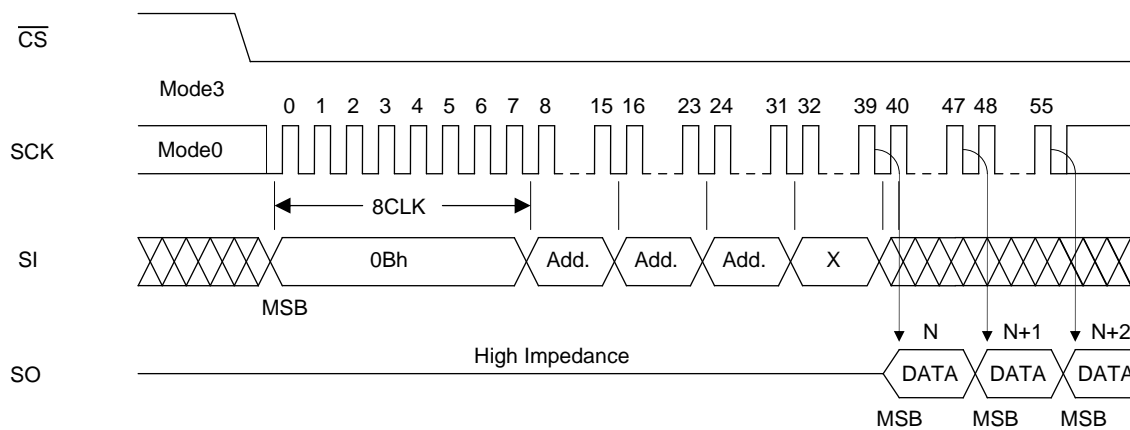 CS
Mode3
0 1 2 3 4 5 6 7 8 15 16 23 24 31 32 39 40 47 48 55
SCK Mode0
8CLK
SI 0Bh Add. Add. Add. X
MSB
N N+1 N+2
High Impedance
SO DATA DATA DATA
MSB MSB MSB